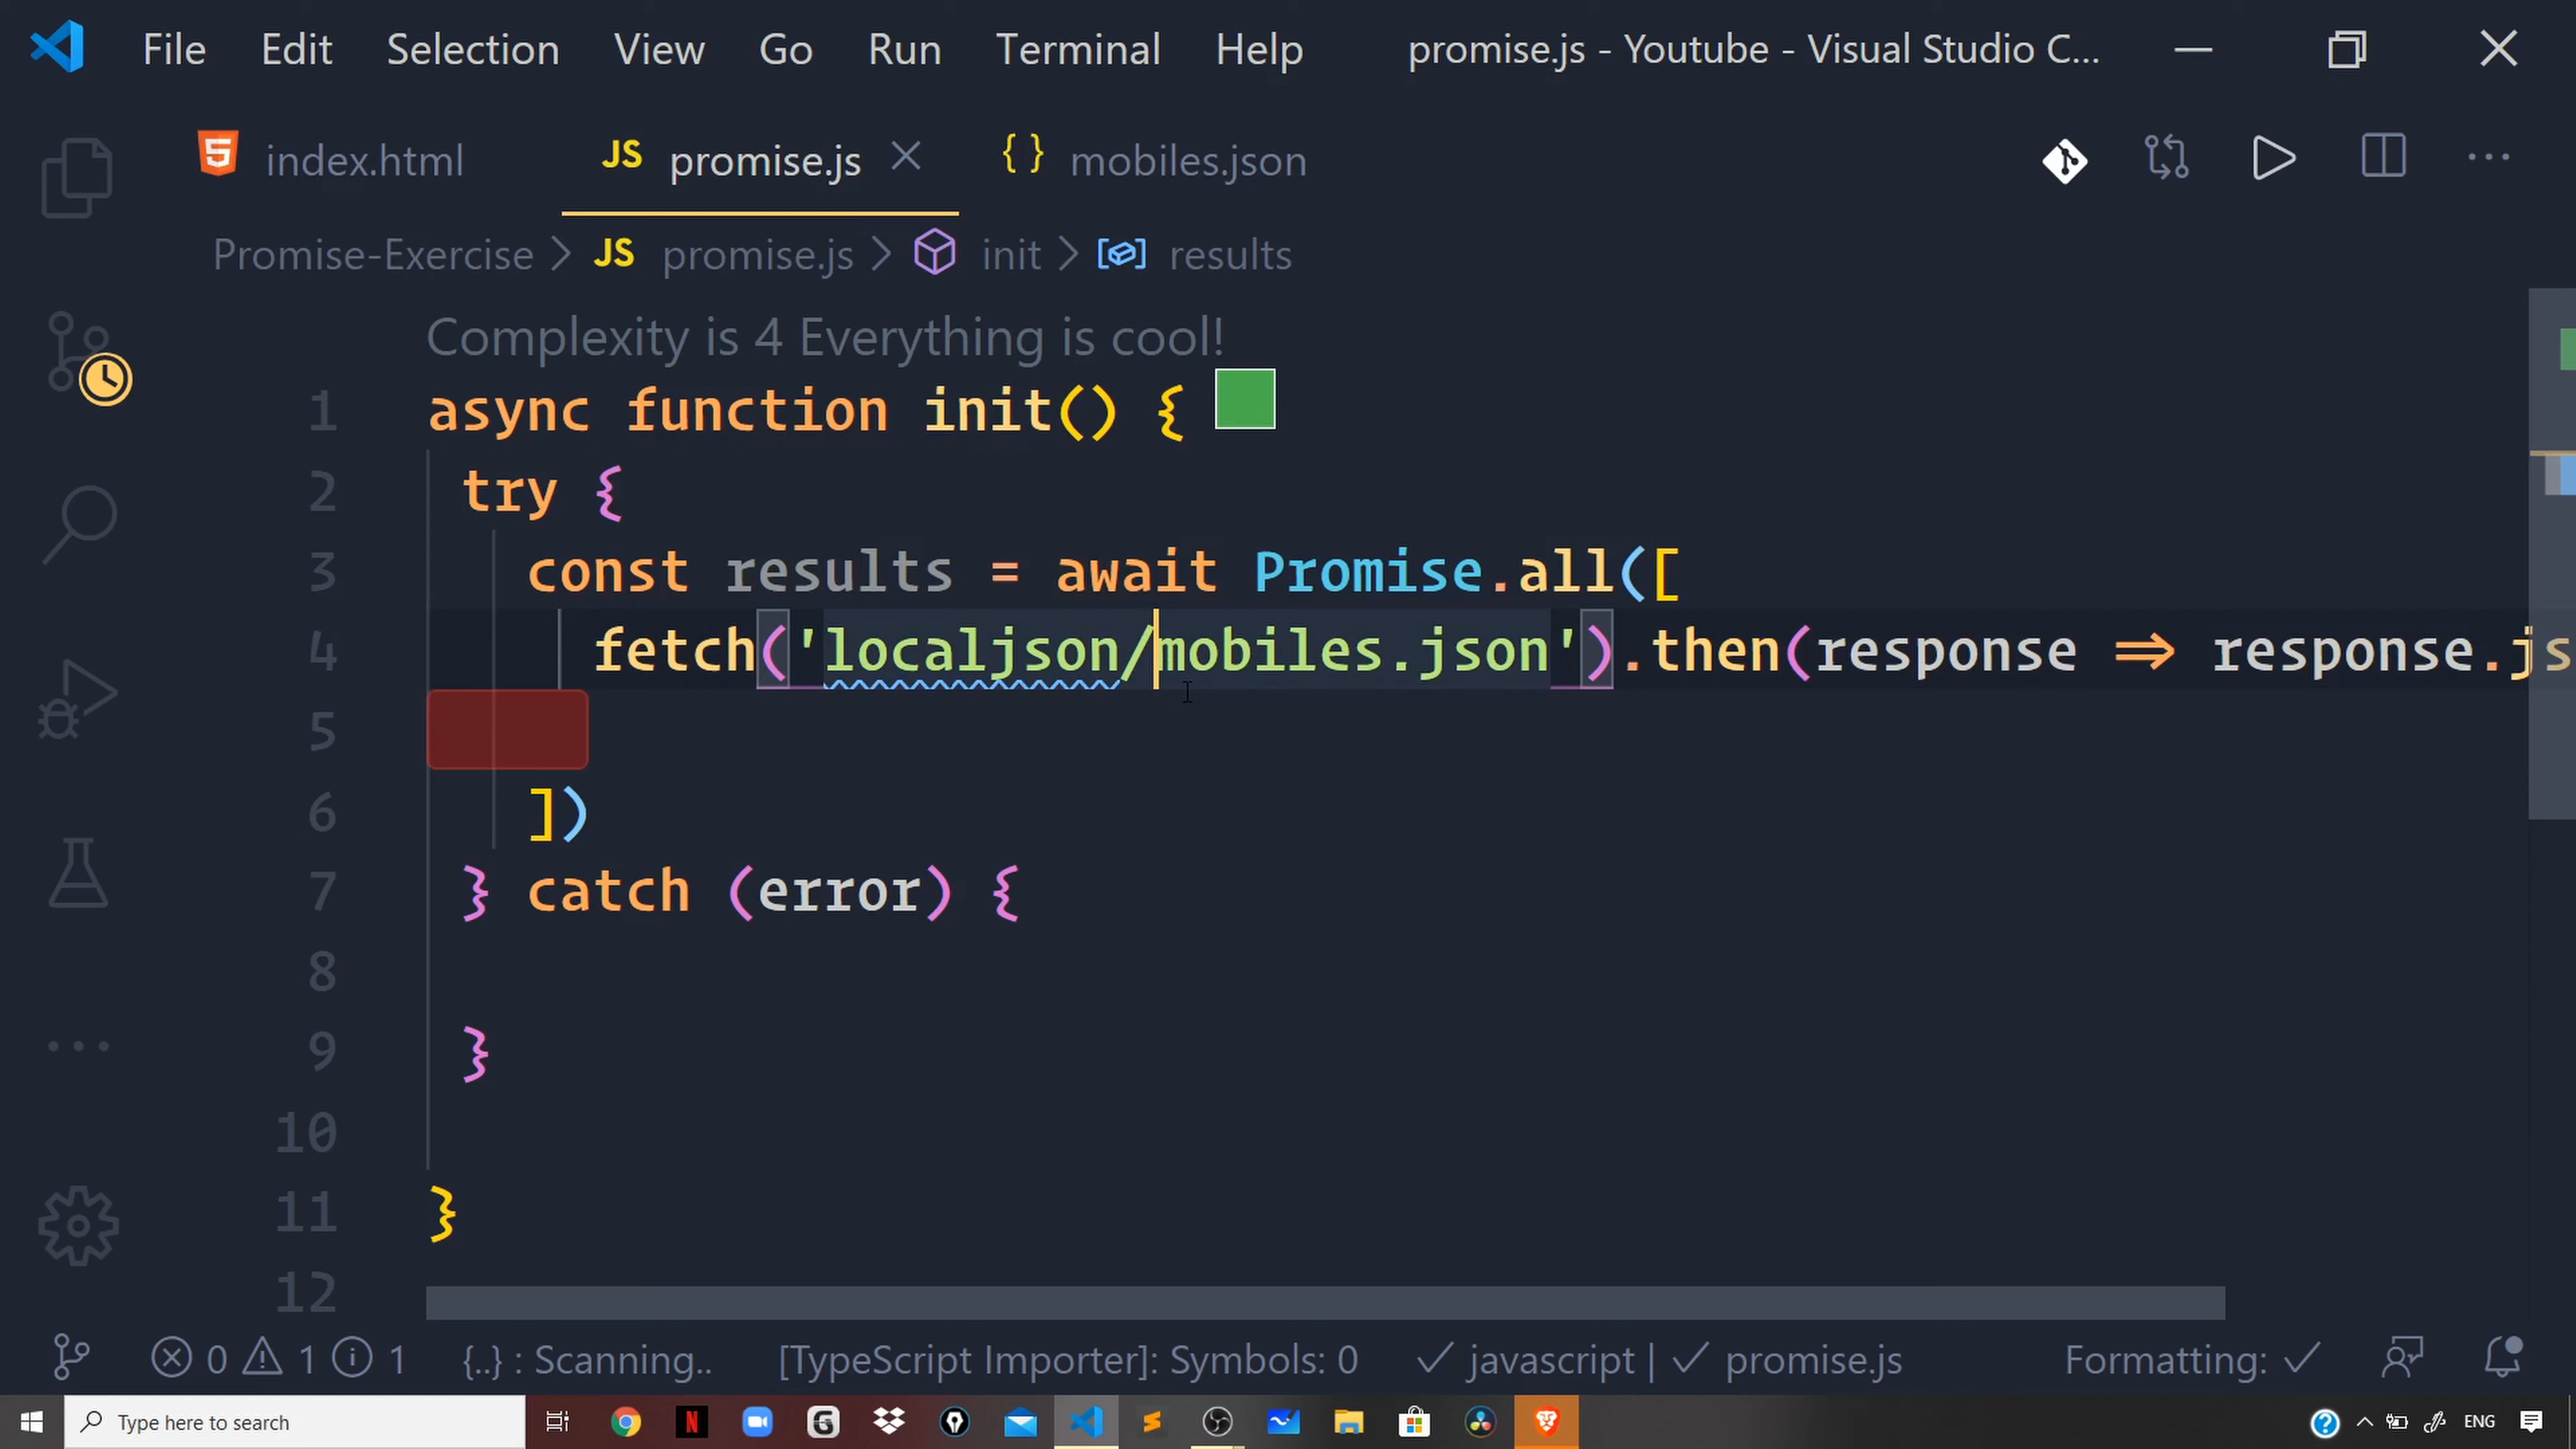 File Edit Selection View Go Run Terminal Help promise.js - Youtube - Visual Studio C...
index.html JS promise.js {} mobiles.json
Promise-Exercise > JS promise.js > init > results
Complexity is 4 Everything is cool!
1 async function init() {
2 try {
3 const results = await Promise.all([
4 fetch('localjson/mobiles.json').then(response => response.js
5
6 ])
7 } catch (error) {
8
9 }
10
11 }
12
0 1 1 {..} : Scanning.. [TypeScript Importer]: Symbols: 0 ✓ javascript | ✓ promise.js Formatting: ✓
Type here to search ENG